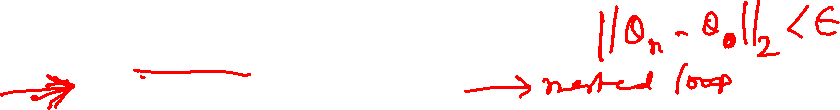 ||θₙ - θ₀||₂ < ϵ
→ nested loop